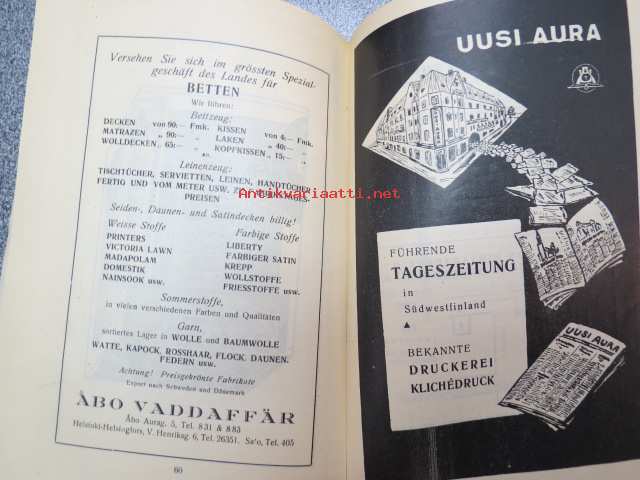 Versehen Sie sich im grössten Spezial-
geschäft des Landes für
BETTEN
Wir führen:
Bettzeug:
DECKEN von 90:— Fmk. KISSEN von 4:— Fmk.
MATRAZEN „ 90:— „ LAKEN „ 40:— „
WOLLDECKEN „ 65:— „ KOPFKISSEN „ 15:— „
Leinenzeug:
TISCHTÜCHER, SERVIETTEN, LEINEN, HANDTÜCHER
FERTIG UND VOM METER USW. ZU
PREISEN
Antikvariaatti.net
Seiden-, Daunen- und Satindecken billig!
Weisse Stoffe Farbige Stoffe
PRINTERS LIBERTY
VICTORIA LAWN FARBIGER SATIN
MADAPOLAM KREPP
DOMESTIK WOLLSTOFFE
NAINSOOK usw. FRIESSTOFFE usw.
Sommerstoffe,
in vielen verschiedenen Farben und Qualitäten
Garn,
sortiertes Lager in WOLLE und BAUMWOLLE
WATTE, KAPOCK, ROSSHAAR, FLOCK, DAUNEN.
FEDERN usw.
Achtung! Preisgekrönte Fabrikate
Export nach Schweden und Dänemark
ÅBO VADDAFFÄR
Åbo Aurag. 5, Tel 831 & 883
Helsinki-Helsingfors, V. Henriksg. 6, Tel. 26351. Sa:o, Tel. 405
60
UUSI AURA
FÜHRENDE
TAGESZEITUNG
in
Südwestfinland
BEKANNTE
DRUCKEREI
KLICHÉDRUCK
UUSI AURA